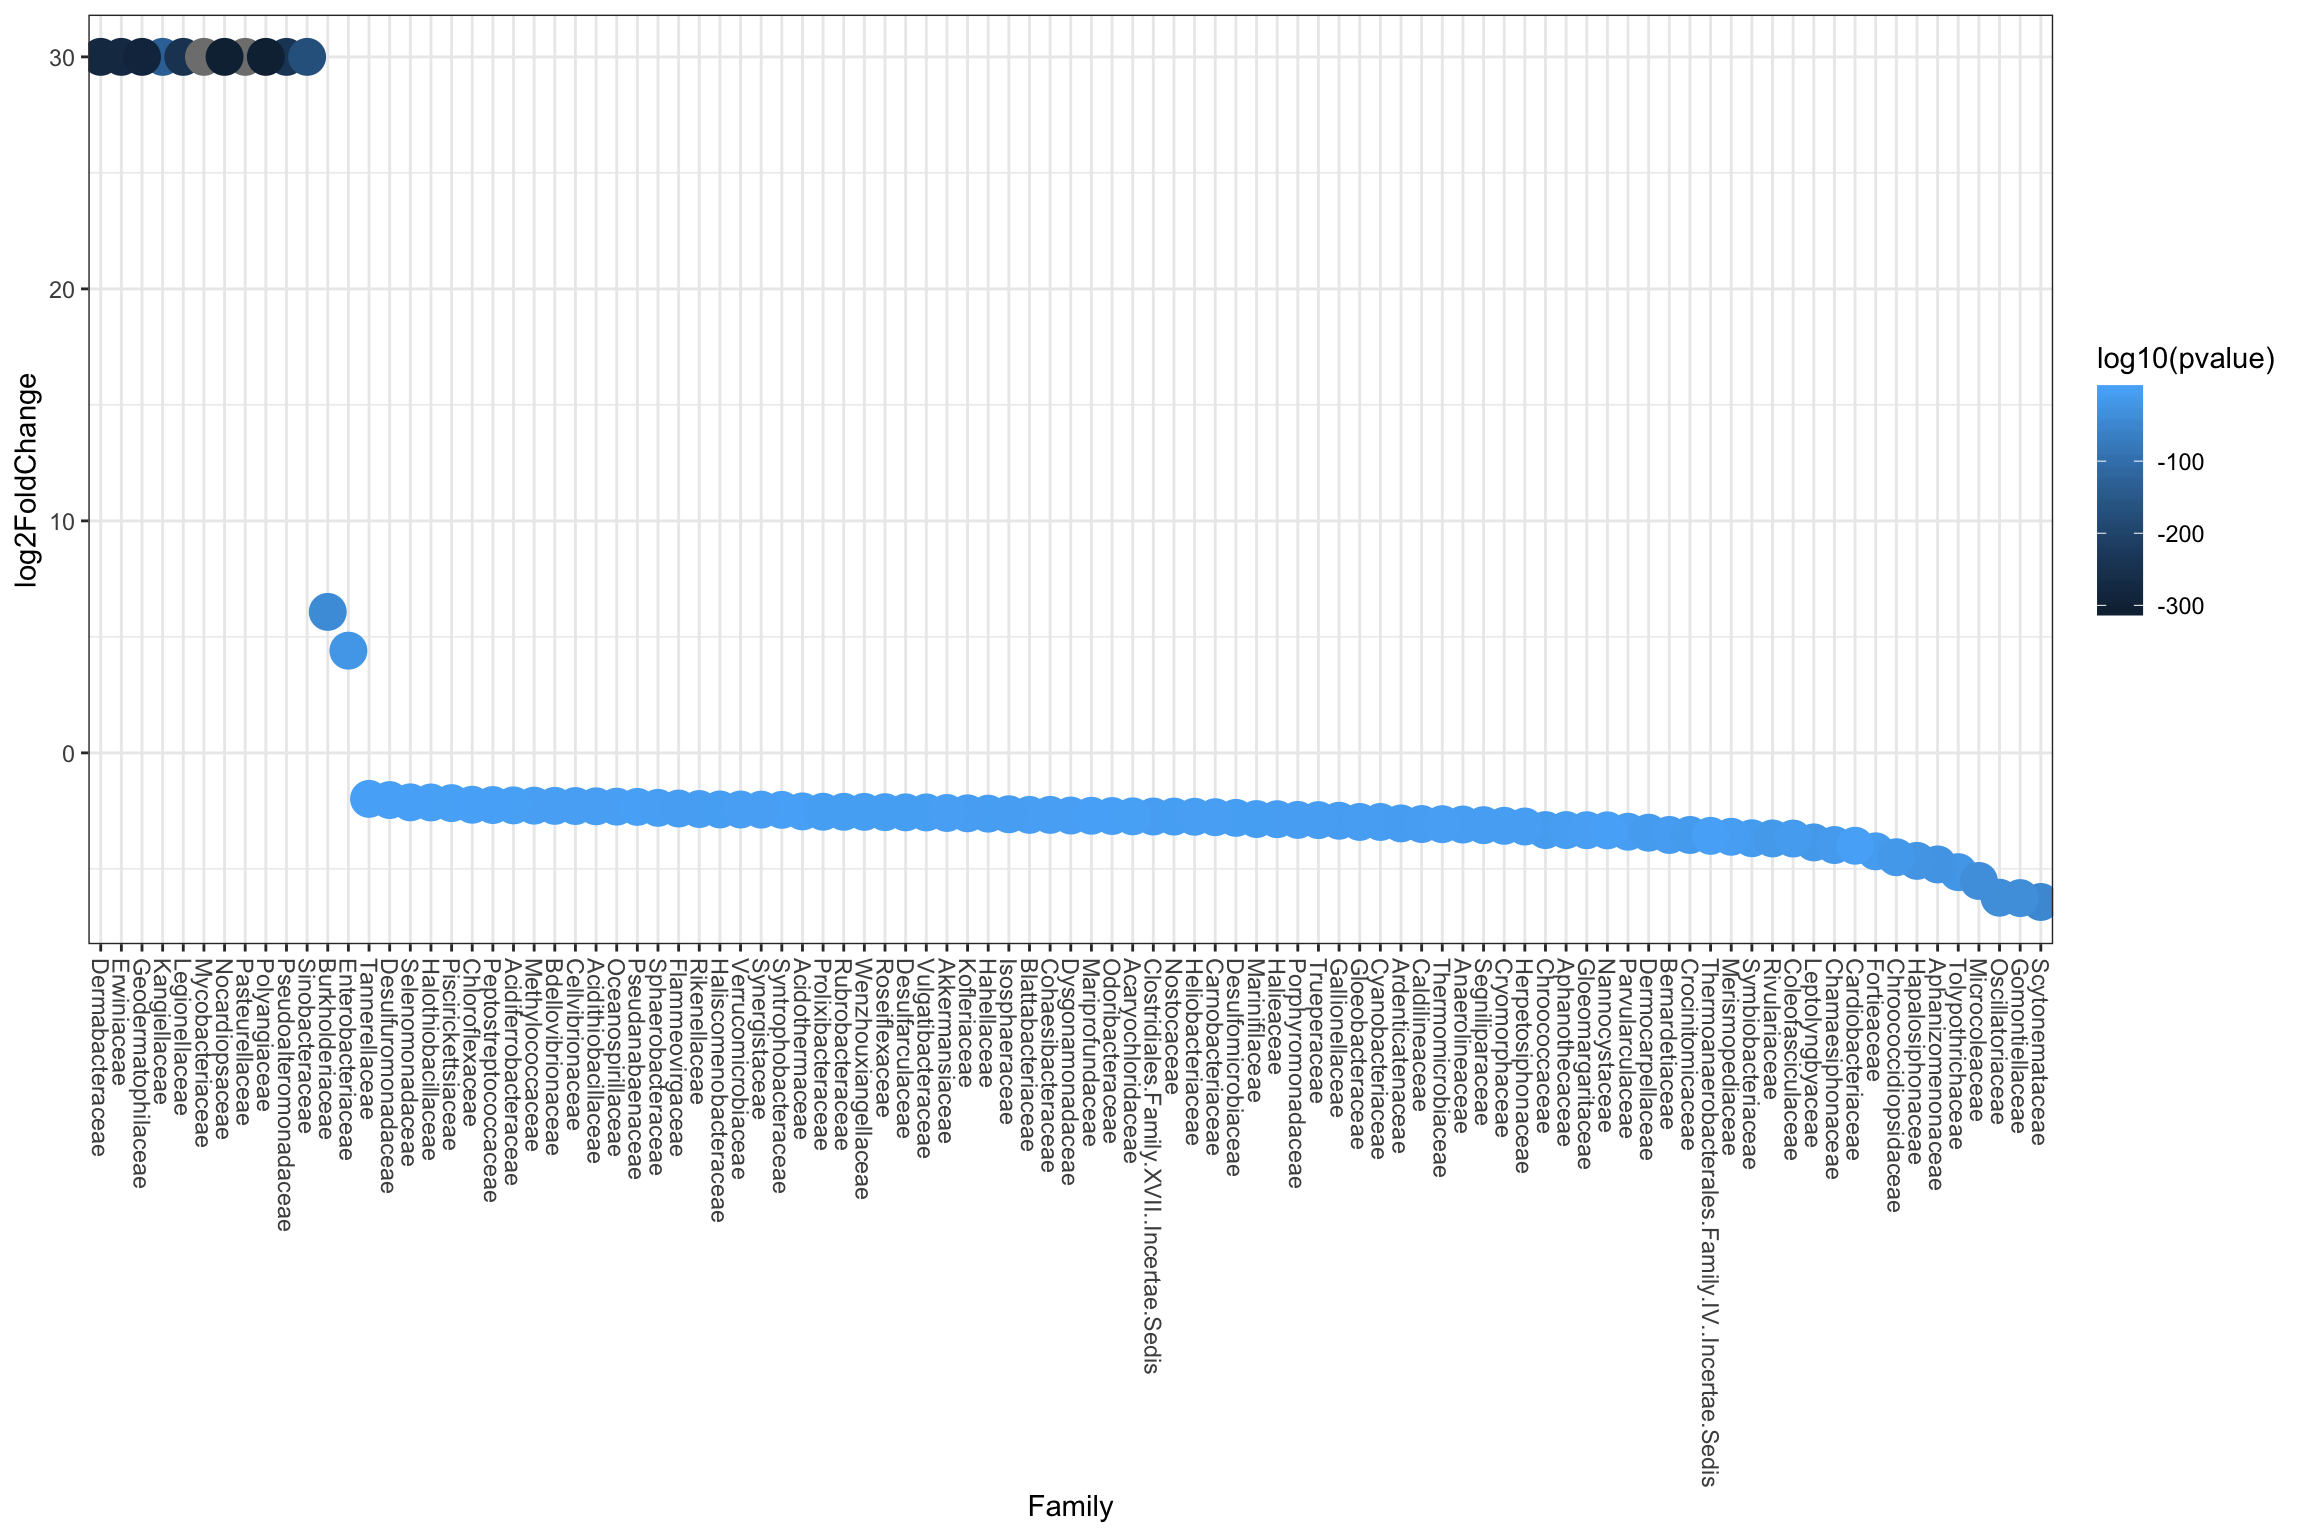 30
20
10
0
log2FoldChange
Dermabacteraceae
Erwiniaceae
Geodermatophilaceae
Kangiellaceae
Legionellaceae
Mycobacteriaceae
Nocardiopsaceae
Pasteurellaceae
Polyangiaceae
Pseudoalteromonadaceae
Sinobacteraceae
Burkholderiaceae
Enterobacteriaceae
Tannerellaceae
Desulfuromonadaceae
Selenomonadaceae
Halothiobacillaceae
Piscirickettsiaceae
Chloroflexaceae
Peptostreptococcaceae
Acidiferrobacteraceae
Methylococcaceae
Bdellovibrionaceae
Cellvibrionaceae
Acidithiobacillaceae
Oceanospirillaceae
Pseudanabaenaceae
Sphaerobacteraceae
Flammeovirgaceae
Rikenellaceae
Haliscomenobacteraceae
Verrucomicrobiaceae
Synergistaceae
Syntrophobacteraceae
Acidothermaceae
Prolixibacteraceae
Rubrobacteraceae
Wenzhouxiangellaceae
Roseiflexaceae
Desulfarculaceae
Vulgatibacteraceae
Akkermansiaceae
Kofleriaceae
Hahellaceae
Isosphaeraceae
Blattabacteriaceae
Cohaesibacteraceae
Dysgonamonadaceae
Mariprofundaceae
Odoribacteraceae
Acaryochloridaceae
Clostridiales.Family.XVII..Incertae.Sedis
Nostocaceae
Heliobacteriaceae
Carnobacteriaceae
Desulfomicrobiaceae
Marinifilaceae
Halieaceae
Porphyromonadaceae
Trueperaceae
Gallionellaceae
Gloeobacteraceae
Cyanobacteriaceae
Ardenticatenaceae
Caldilineaceae
Thermomicrobiaceae
Anaerolineaceae
Segniliparaceae
Cryomorphaceae
Herpetosiphonaceae
Chroococcaceae
Aphanothecaceae
Gloeomargaritaceae
Nannocystaceae
Parvularculaceae
Dermocarpellaceae
Bernardetiaceae
Crocinitomicaceae
Thermoanaerobacterales.Family.IV..Incertae.Sedis
Merismopediaceae
Symbiobacteriaceae
Rivulariaceae
Coleofasciculaceae
Leptolyngbyaceae
Chamaesiphonaceae
Cardiobacteriaceae
Fortieaceae
Chroococcidiopsidaceae
Hapalosiphonaceae
Aphanizomenonaceae
Tolypothrichaceae
Microcoleaceae
Oscillatoriaceae
Gomontiellaceae
Scytonemataceae
Family
log10(pvalue)
-100
-200
-300